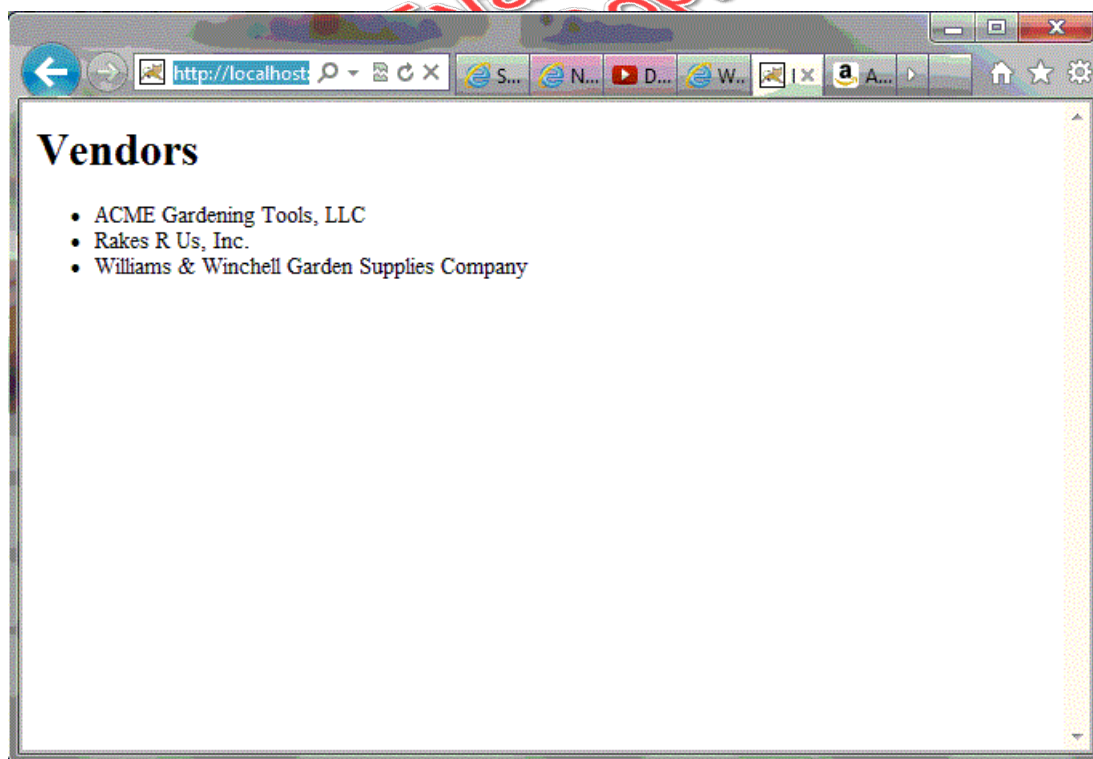 http://localhost:
S...
N...
D...
W..
I
A...
Vendors
• ACME Gardening Tools, LLC
• Rakes R Us, Inc.
• Williams & Winchell Garden Supplies Company